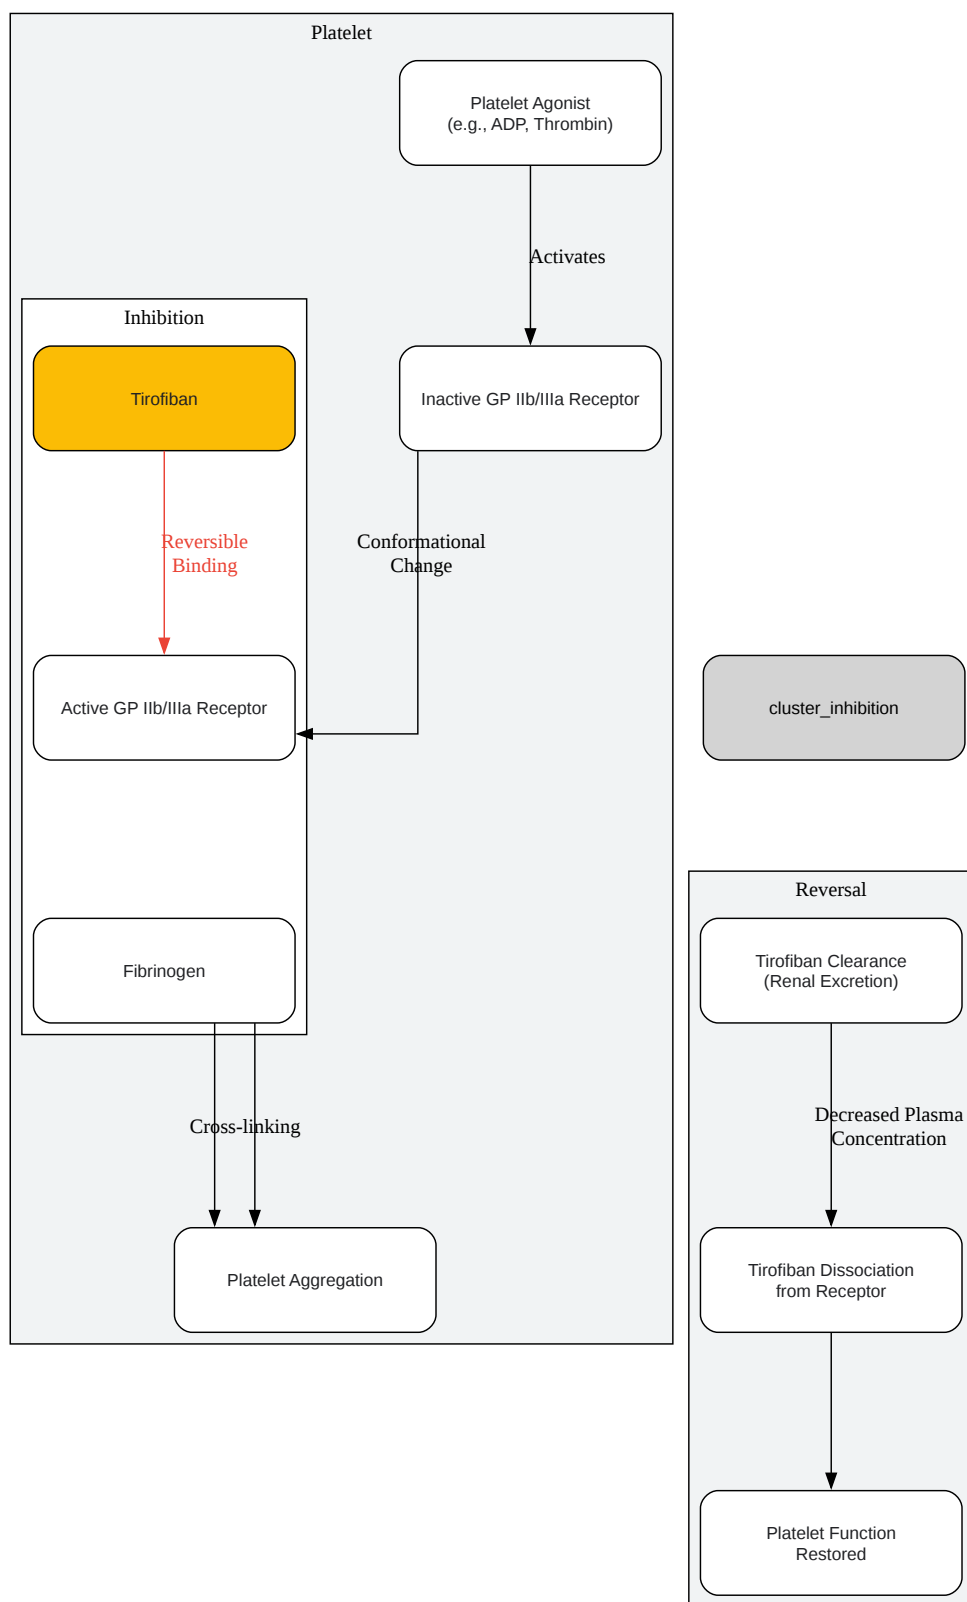 Platelet
Platelet Agonist
(e.g., ADP, Thrombin)
Activates
Inhibition
Tirofiban
Inactive GP IIb/IIIa Receptor
Reversible
Binding
Conformational
Change
Active GP IIb/IIIa Receptor
cluster_inhibition
Reversal
Fibrinogen
Tirofiban Clearance
(Renal Excretion)
Cross-linking
Decreased Plasma
Concentration
Platelet Aggregation
Tirofiban Dissociation
from Receptor
Platelet Function
Restored